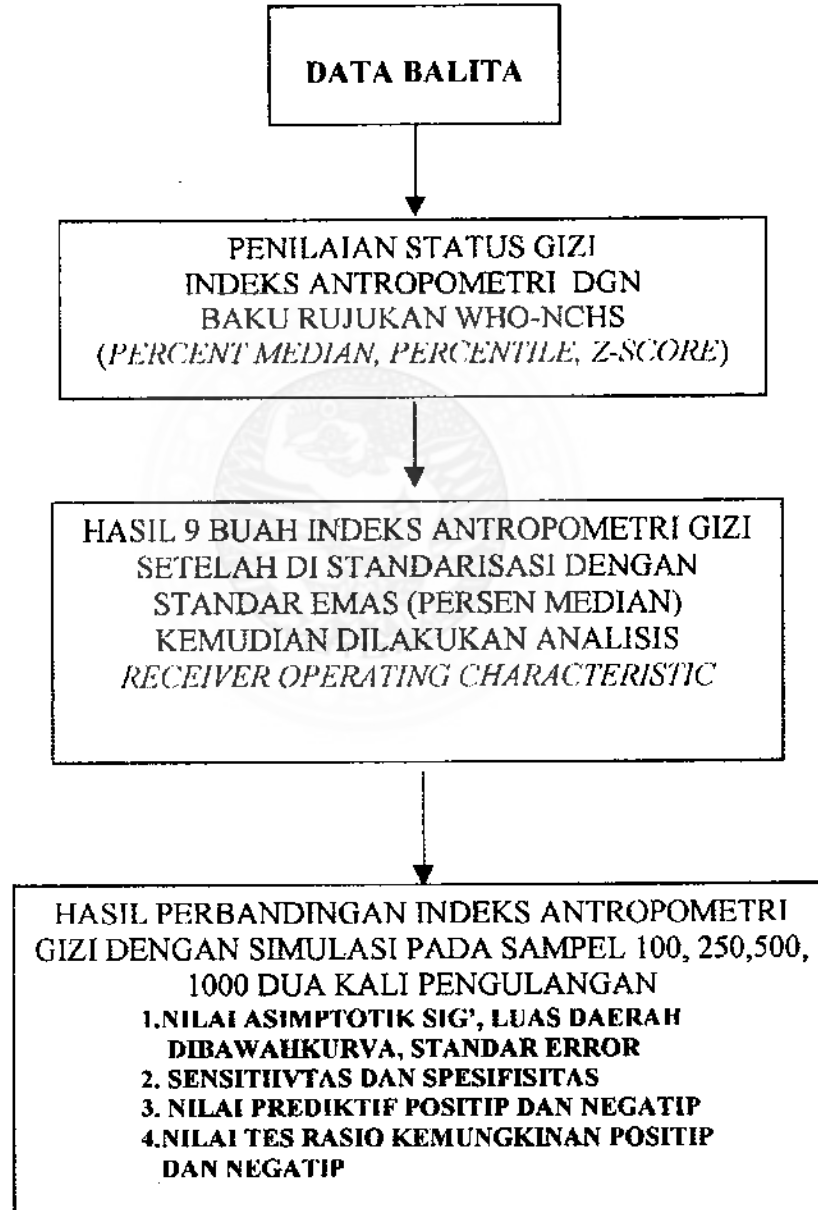 DATA BALITA
PENILAIAN STATUS GIZI
INDEKS ANTROPOMETRI DGN
BAKU RUJUKAN WHO-NCHS
(PERCENT MEDIAN, PERCENTILE, Z-SCORE)
HASIL 9 BUAH INDEKS ANTROPOMETRI GIZI
SETELAH DI STANDARISASI DENGAN
STANDAR EMAS (PERSEN MEDIAN)
KEMUDIAN DILAKUKAN ANALISIS
RECEIVER OPERATING CHARACTERISTIC
HASIL PERBANDINGAN INDEKS ANTROPOMETRI
GIZI DENGAN SIMULASI PADA SAMPEL 100, 250,500,
1000 DUA KALI PENGULANGAN
1.NILAI ASIMPTOTIK SIG', LUAS DAERAH
DIBAWAHKURVA, STANDAR ERROR
2. SENSITIIVTAS DAN SPESIFISITAS
3. NILAI PREDIKTIF POSITIP DAN NEGATIP
4.NILAI TES RASIO KEMUNGKINAN POSITIP
DAN NEGATIP